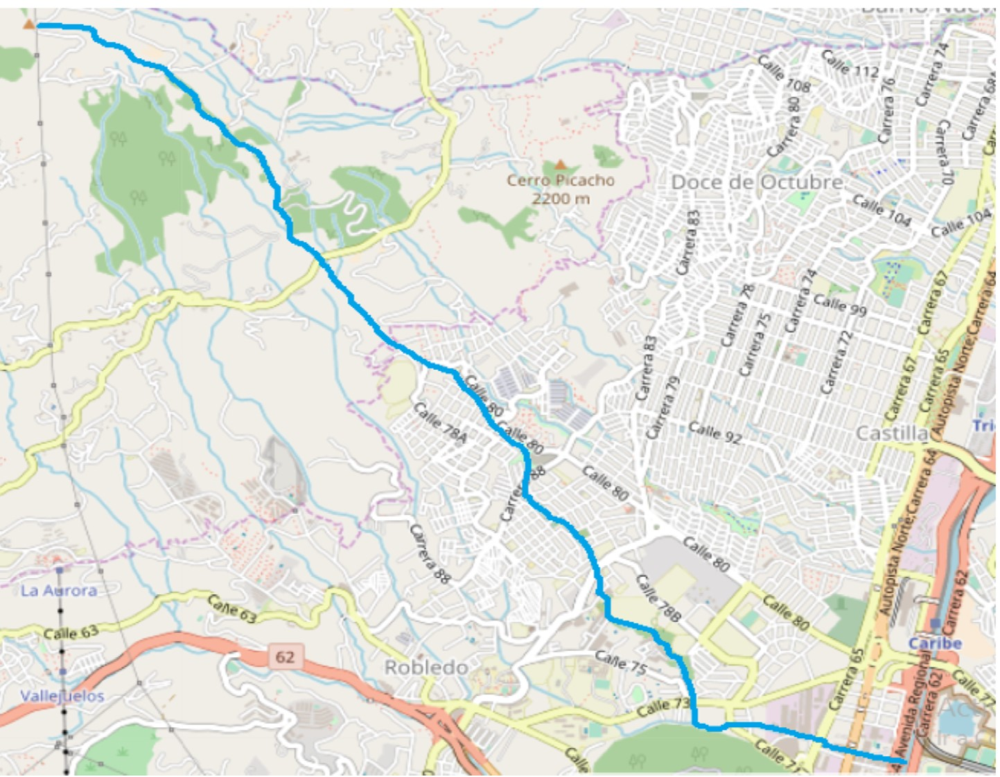 Calle 112
Carrera 74
Calle 108
Carrera 76
Carrera 80
Carrera 68A
Carrera 70
Cerro Picacho
2200 m
Doce de Octubre
Calle 104
Calle 104
Carrera 83
Carrera 67
Carrera 74
Carrera 78
Calle 99
Carrera 75
Carrera 72
Autopista Norte;Carrera 64
Carrera 83
Carrera 67
Carrera 65
Carrera 79
Calle 80
Calle 78A
Calle 80
Calle 92
Castilla
Calle 80
Autopista Norte;Carrera 64
Carrera 88
Calle 80
Calle 78B
Calle 80
Carrera 62
La Aurora
Calle 63
Calle 63
62
Caribe
Robledo
Calle 75
Carrera 65
Calle 77
Vallejuelos
Calle 73
Avenida Regional
Carrera 62
Calle 71
Calle